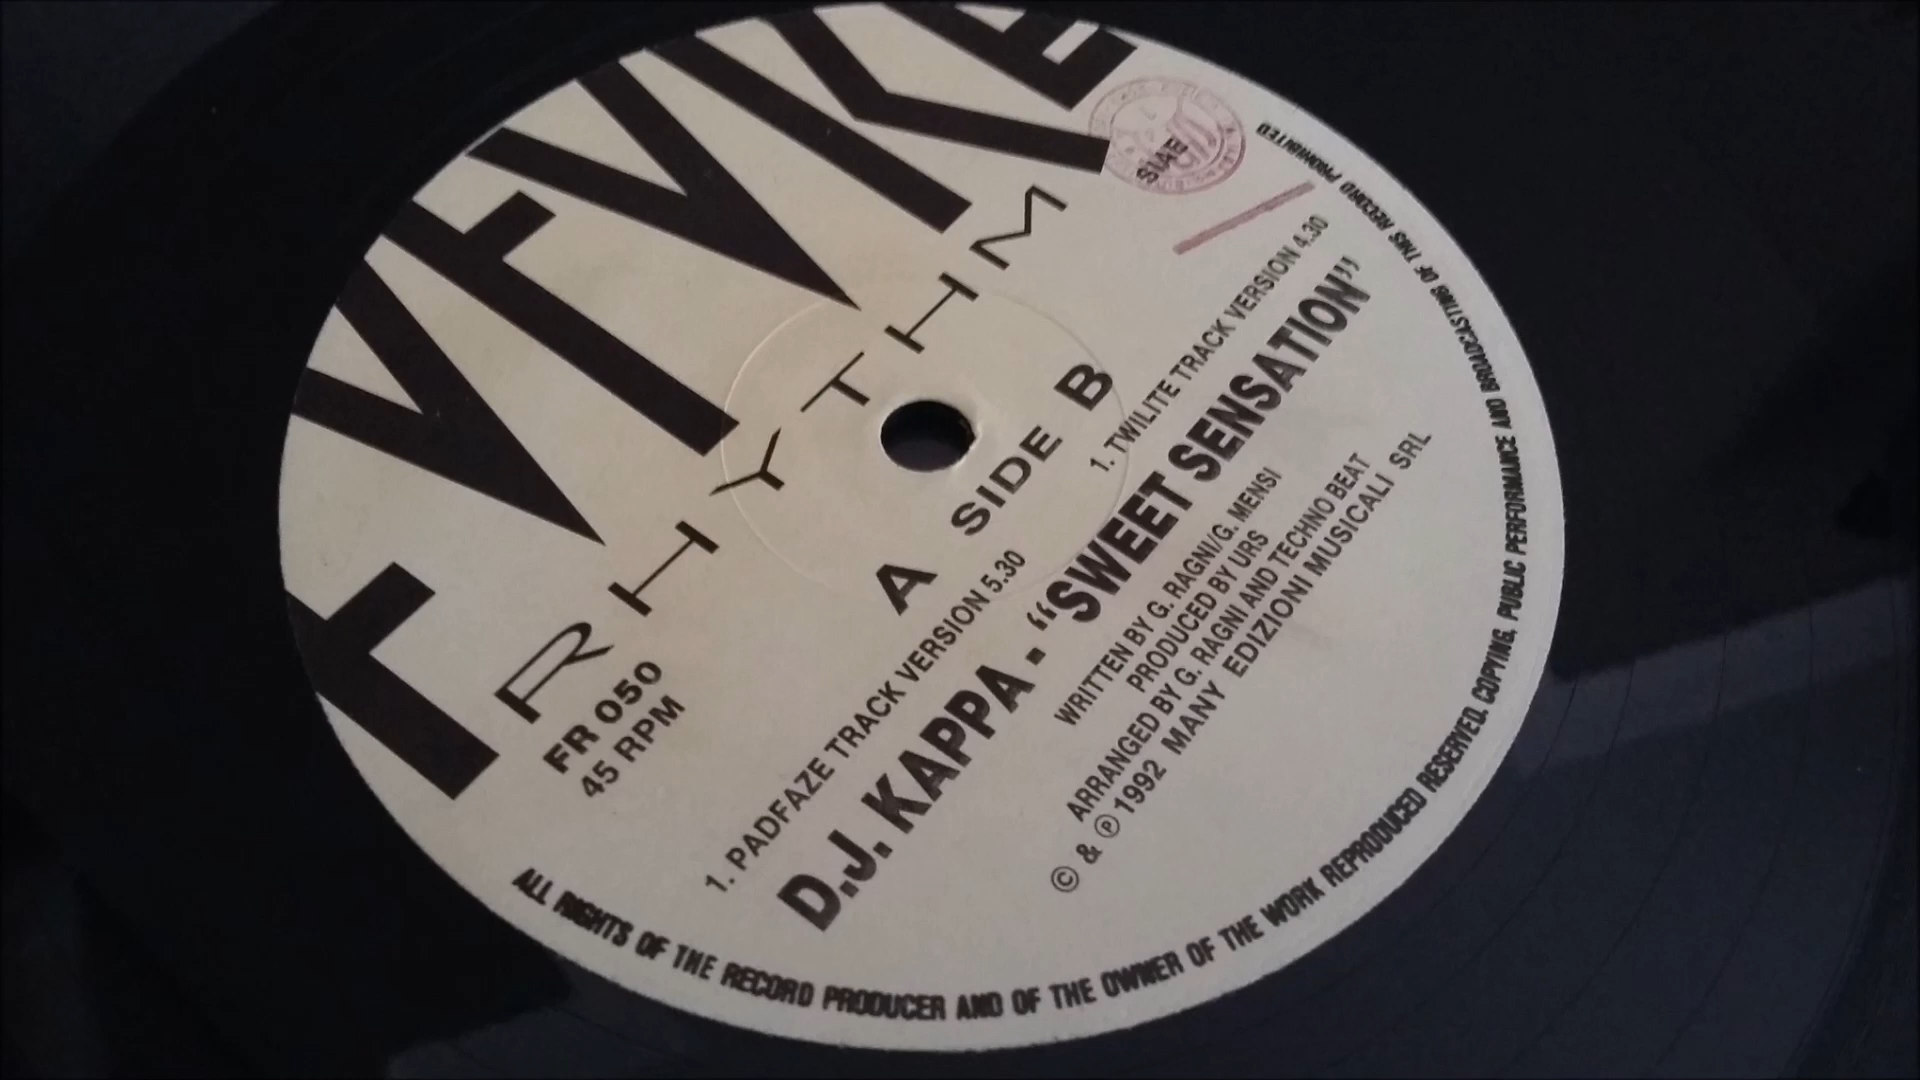 RHYTHM
FR 050
45 RPM
SIAE
A SIDE B
1. PADFAZE TRACK VERSION 5.30
1. TWILITE TRACK VERSION 4.30
D.J. KAPPA - “SWEET SENSATION”
WRITTEN BY G. RAGNI/G. MENSI
PRODUCED BY URS
ARRANGED BY G. RAGNI AND TECHNO BEAT
© & ℗ 1992 MANY EDIZIONI MUSICALI SRL
ALL RIGHTS OF THE RECORD PRODUCER AND OF THE OWNER OF THE WORK REPRODUCED RESERVED. COPYING, PUBLIC PERFORMANCE AND BROADCASTING OF THIS RECORD PROHIBITED